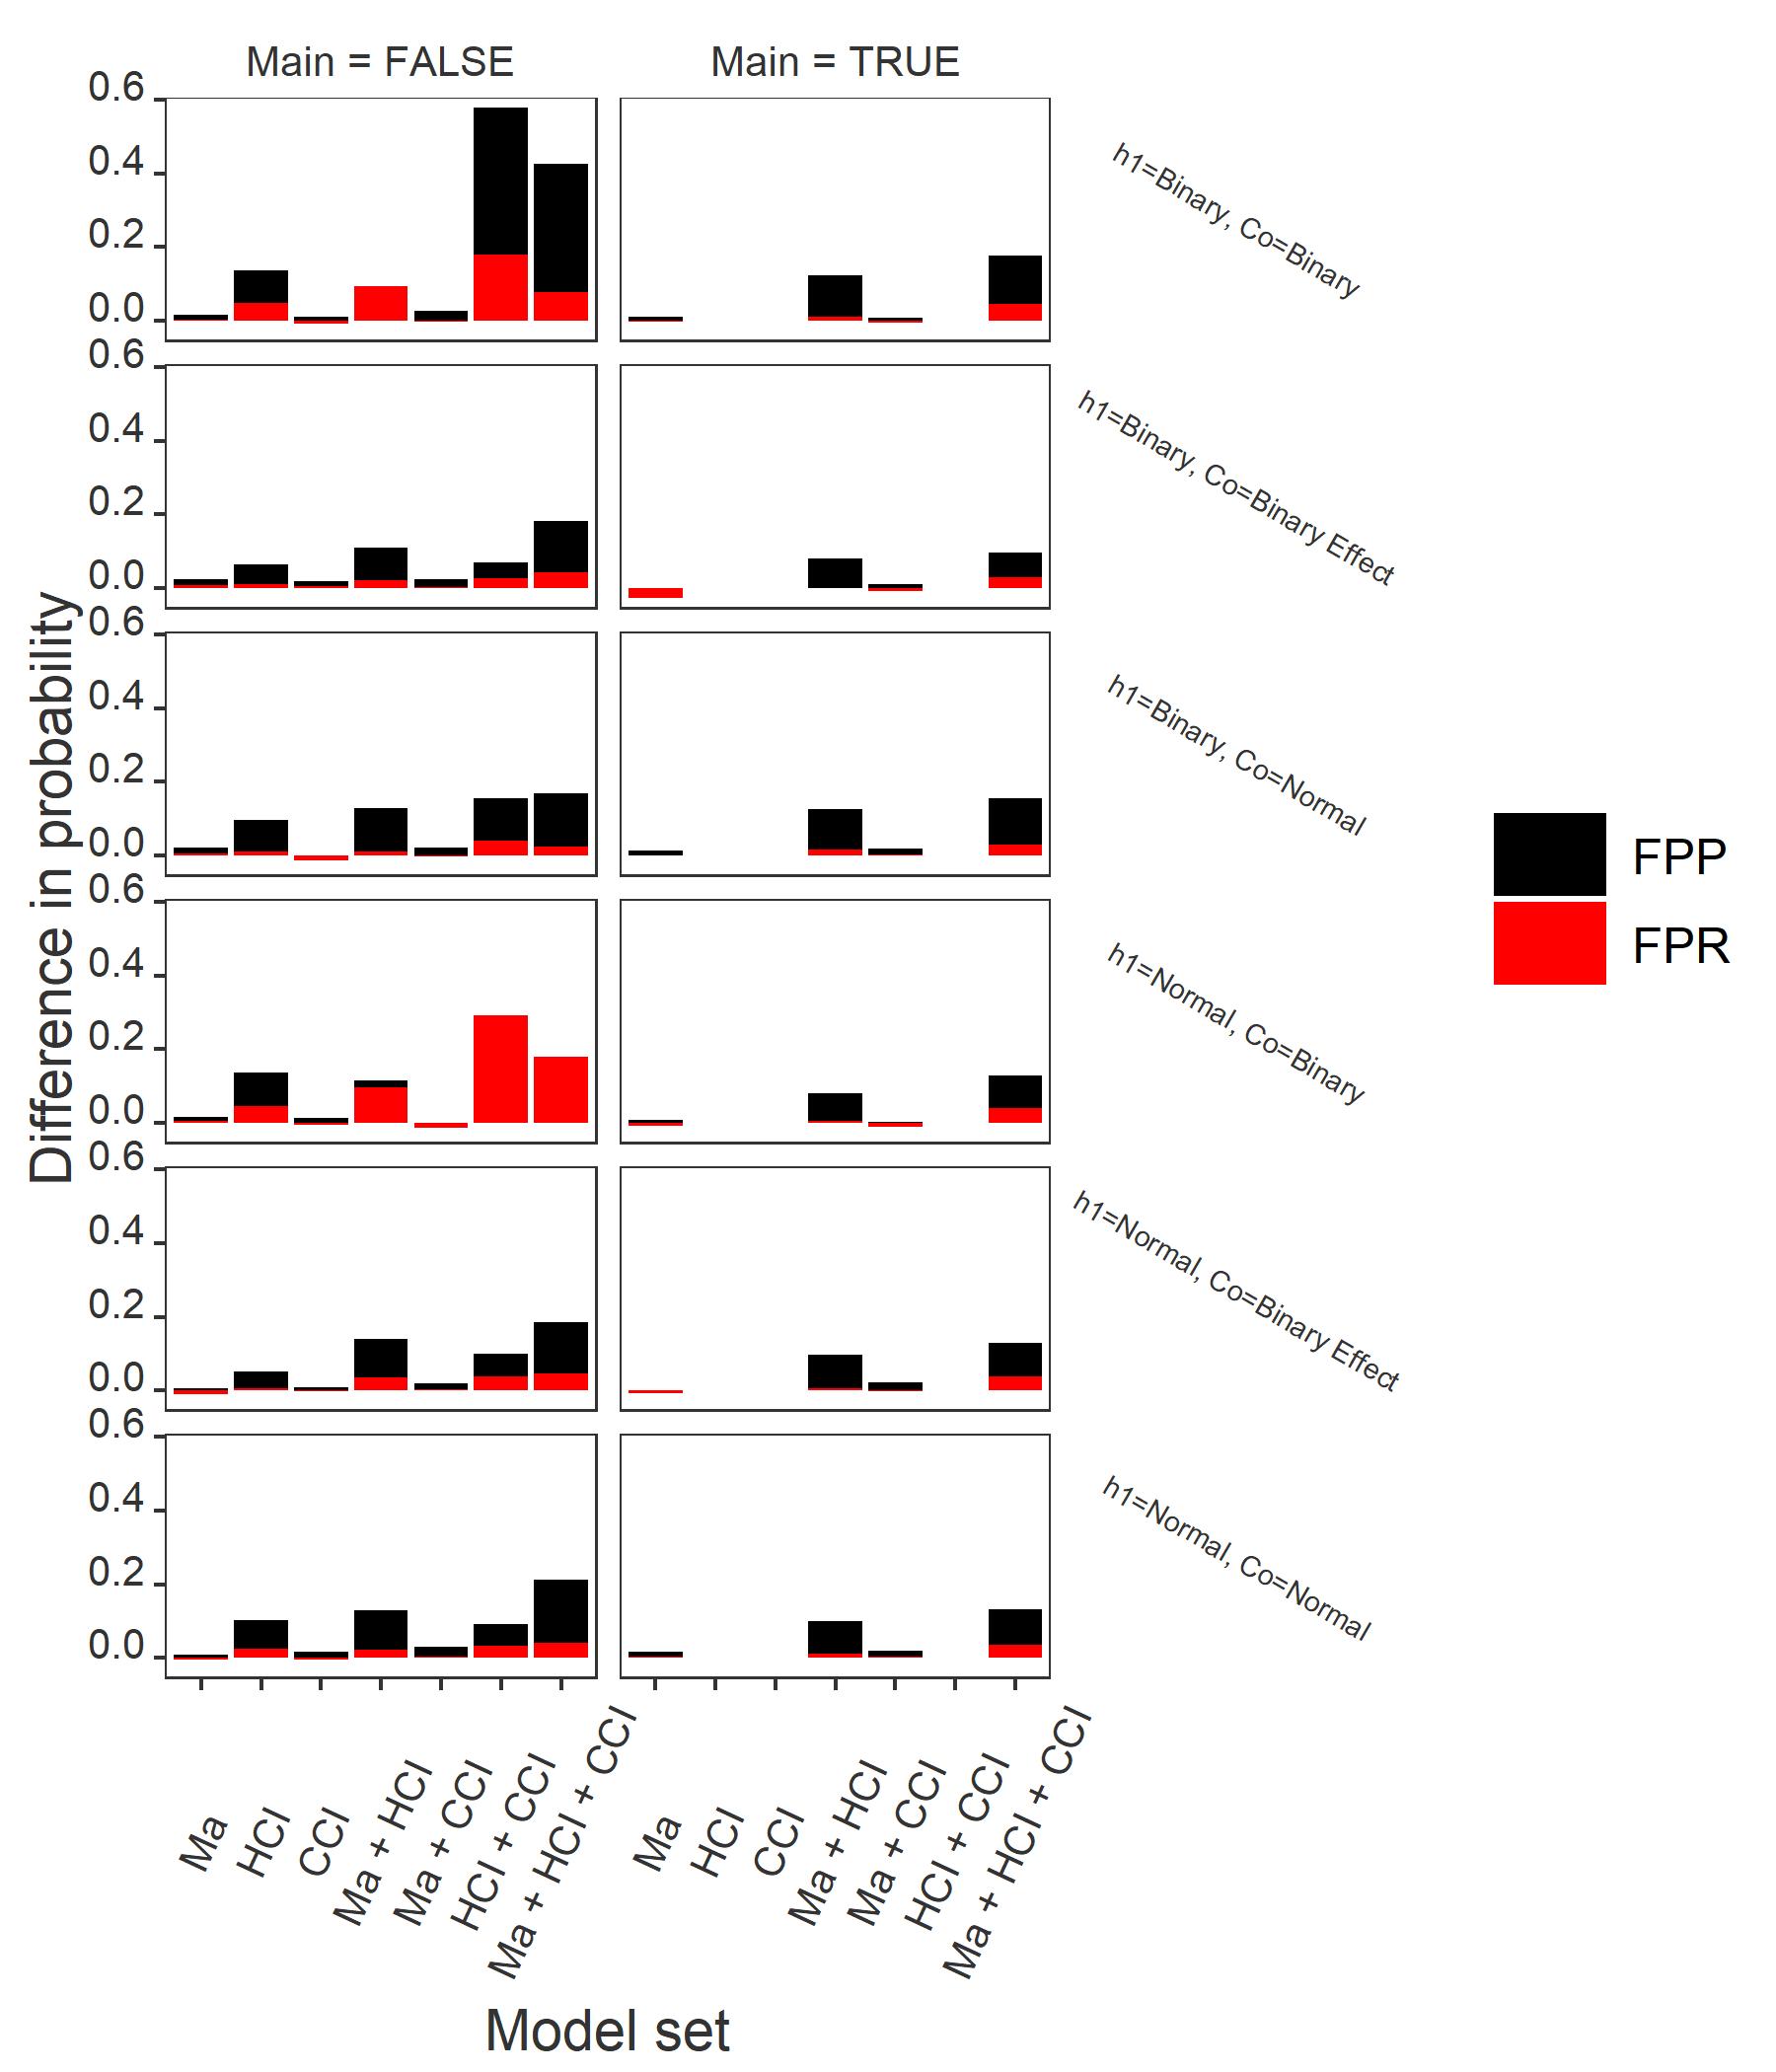 Main = FALSE
Main = TRUE
0.6
0.4
0.2
0.0
h1=Binary, Co=Binary
0.6
0.4
0.2
0.0
h1=Binary, Co=Binary Effect
0.6
0.4
0.2
0.0
h1=Binary, Co=Normal
0.6
0.4
0.2
0.0
h1=Normal, Co=Binary
0.6
0.4
0.2
0.0
h1=Normal, Co=Binary Effect
0.6
0.4
0.2
0.0
h1=Normal, Co=Normal
Difference in probability
FPP
FPR
Ma
HCI
CCI
Ma + HCI
Ma + CCI
HCI + CCI
Ma + HCI + CCI
Ma
HCI
CCI
Ma + HCI
Ma + CCI
HCI + CCI
Ma + HCI + CCI
Model set